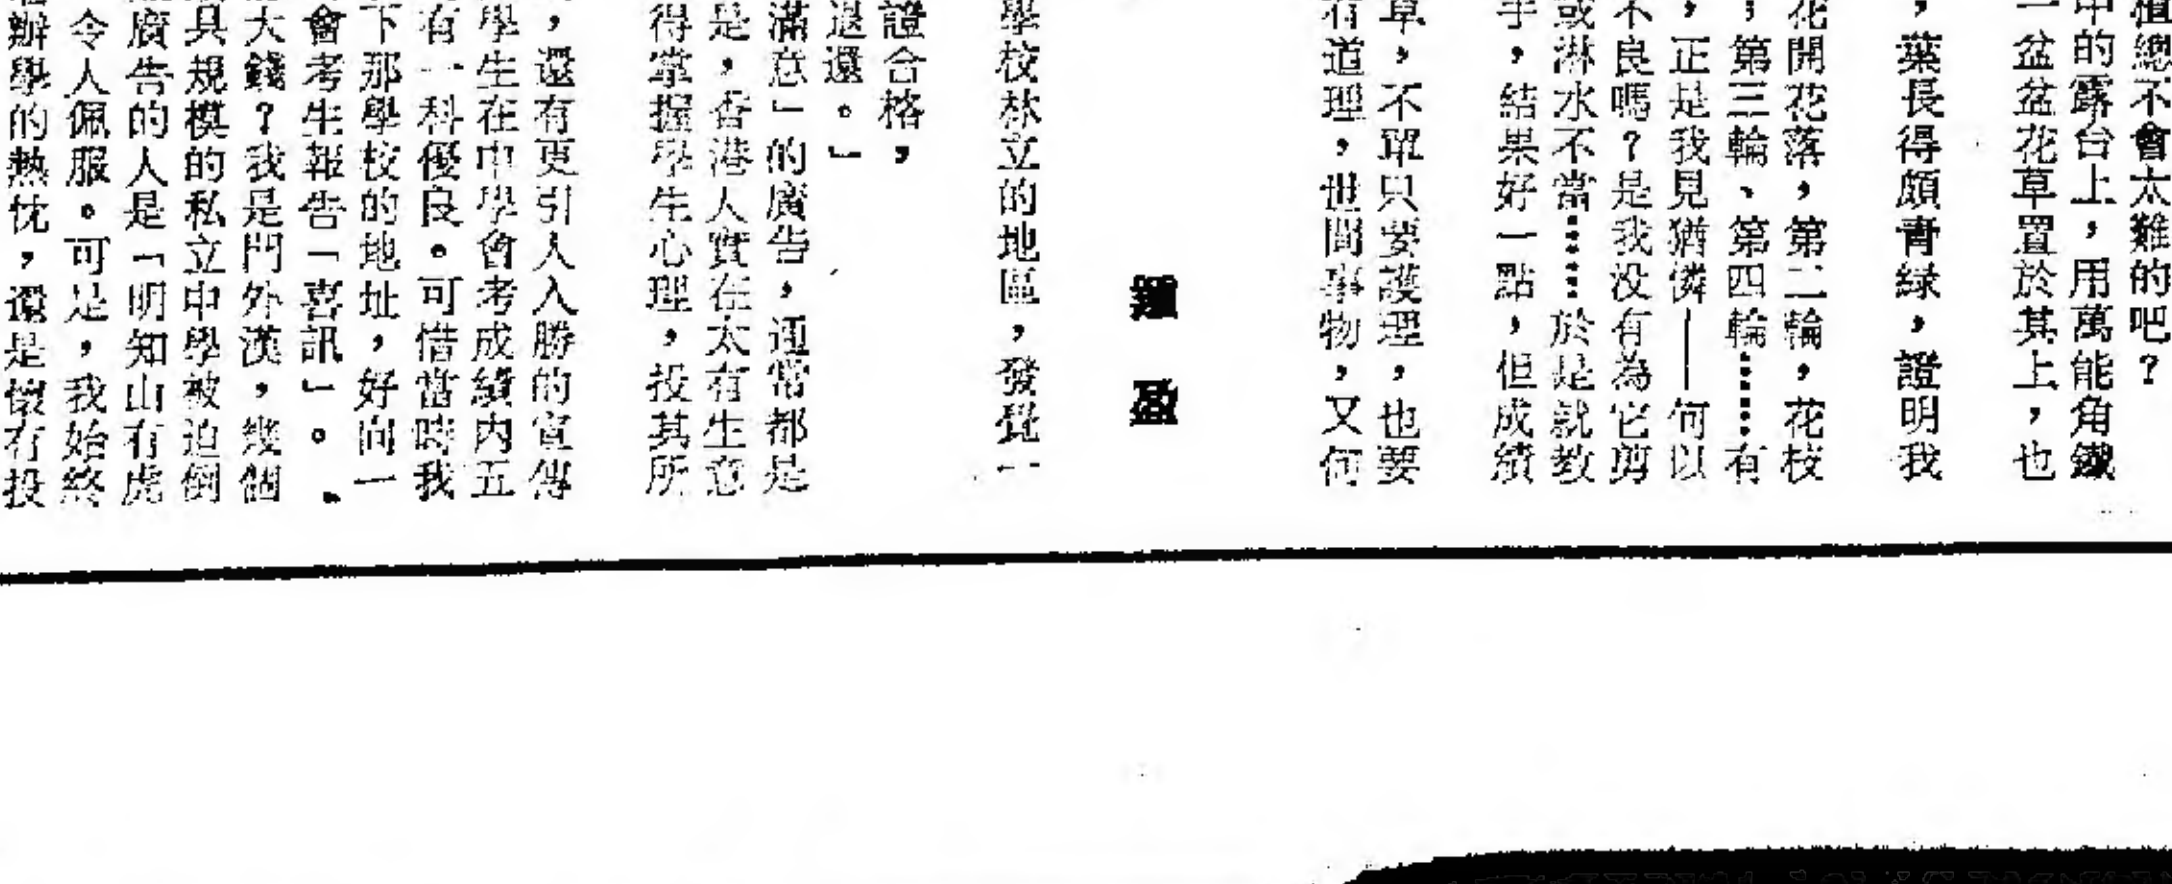 植總不會太難的吧？
中的露台上，用萬能角鐵
一盆盆花草置於其上，也
，葉長得頗青綠，證明我
花開花落，第二輪，花枝
；第三輪、第四輪……有
，正是我見猶憐——何以
不良嗎？是我没有為它剪
或淋水不當……於是就教
手，結果好一點，但成績
草，不單只要護理，也要
有道理，世間事物，又何
盈
學校林立的地區，發覺一
證合格，
退還。」
滿意」的廣告，通常都是
是，香港人實在太有生意
得掌握學生心理，投其所
，還有更引人入勝的宣傳
學生在中學會考成績内五
有一科優良。可惜當時我
下那學校的地址，好向一
會考生報告「喜訊」。
大錢？我是門外漢，幾個
具規模的私立中學被迫倒
廣告的人是「明知山有虎
令人佩服。可是，我始終
辦學的熱忱，還是懷有投